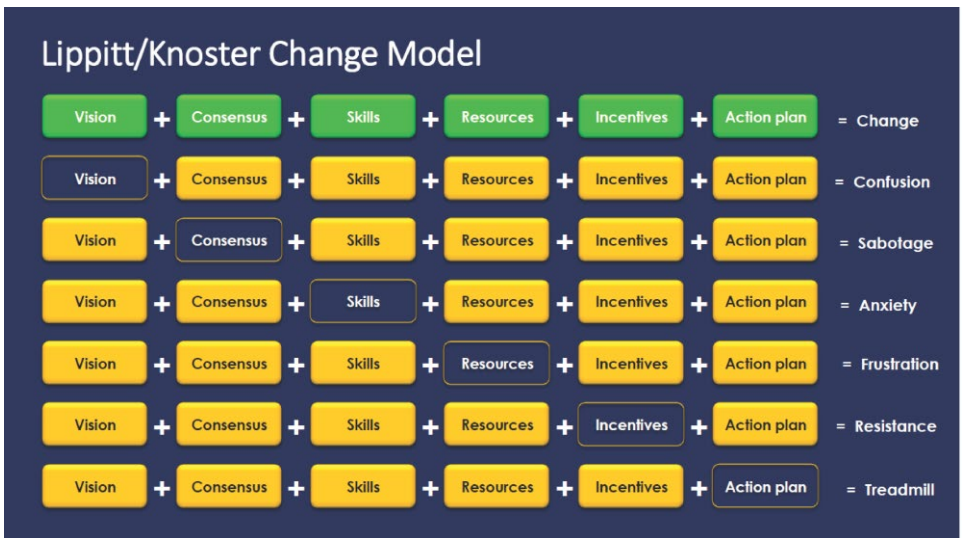 Lippitt/Knoster Change Model
Vision + Consensus + Skills + Resources + Incentives + Action plan = Change
Vision + Consensus + Skills + Resources + Incentives + Action plan = Confusion
Vision + Consensus + Skills + Resources + Incentives + Action plan = Sabotage
Vision + Consensus + Skills + Resources + Incentives + Action plan = Anxiety
Vision + Consensus + Skills + Resources + Incentives + Action plan = Frustration
Vision + Consensus + Skills + Resources + Incentives + Action plan = Resistance
Vision + Consensus + Skills + Resources + Incentives + Action plan = Treadmill